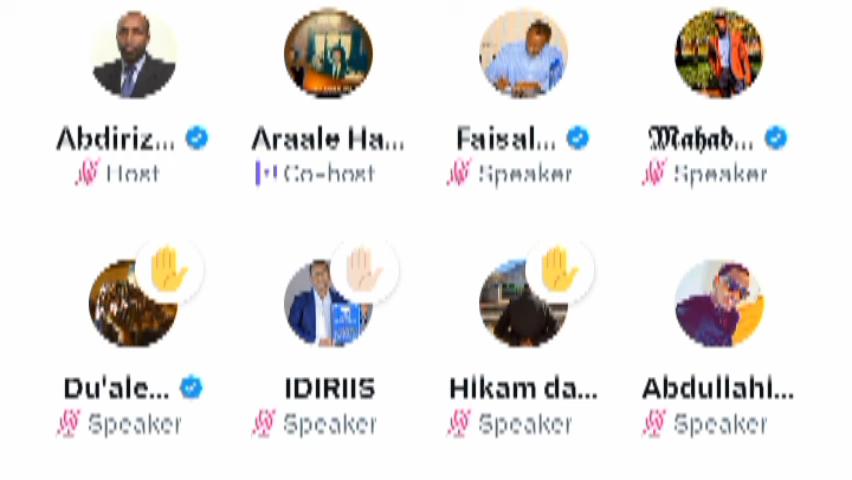 Abdiriz... Araale Ha... Faisal... 𝕸𝖆𝖍𝖆𝖇...
Host Co-host Speaker Speaker
Du'ale... IDIRIIS Hikam da... Abdullahi...
Speaker Speaker Speaker Speaker